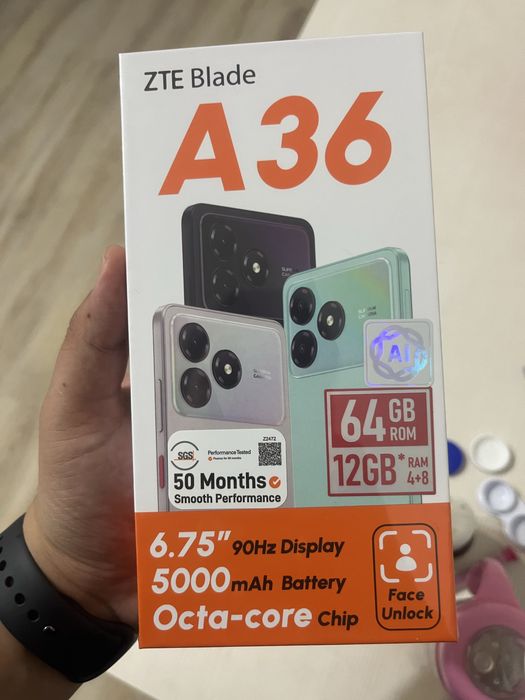 ZTE Blade
A36
AI
64 GB
ROM
12GB* RAM
4+8
SGS
Performance Tested
Z2472
50 Months
Smooth Performance
6.75" 90Hz Display
5000mAh Battery
Octa-core Chip
Face
Unlock